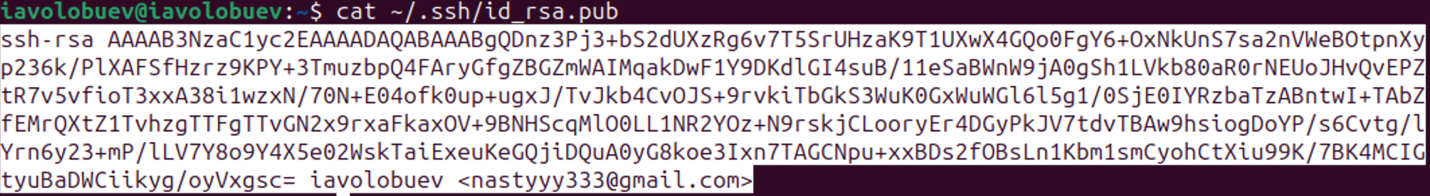 iavolobuev@iavolobuev:~$ cat ~/.ssh/id_rsa.pub
ssh-rsa AAAAB3NzaC1yc2EAAAADAQABAAABgQDnz3Pj3+bS2dUXzRg6v7T5SrUHzaK9T1UXwX4GQo0FgY6+OxNkUnS7sa2nVWeBOtpnXy
p236k/PlXAFSfHzrz9KPY+3TmuzbpQ4FAryGfgZBGZmWAIMqakDwF1Y9DKdlGI4suB/11eSaBWnW9jA0gSh1LVkb80aR0rNEUoJHvQvEPZ
tR7v5vfioT3xxA38i1wzxN/70N+E04ofk0up+ugxJ/TvJkb4CvOJS+9rvkiTbGkS3WuK0GxWuWGl6l5g1/0SjE0IYRzbaTzABntwI+TAbZ
fEMrQXtZ1TvhzgTTFgTTvGN2x9rxaFkaxOV+9BNHScqMlO0LL1NR2YOz+N9rskjCLooryEr4DGyPkJV7tdvTBAw9hsiogDoYP/s6Cvtg/l
Yrn6y23+mP/lLV7Y8o9Y4X5e02WskTaiExeuKeGQjiDQuA0yG8koe3Ixn7TAGCNpu+xxBDs2fOBsLn1Kbm1smCyohCtXiu99K/7BK4MCIG
tyuBaDWCiikyg/oyVxgsc= iavolobuev <nastyyy333@gmail.com>